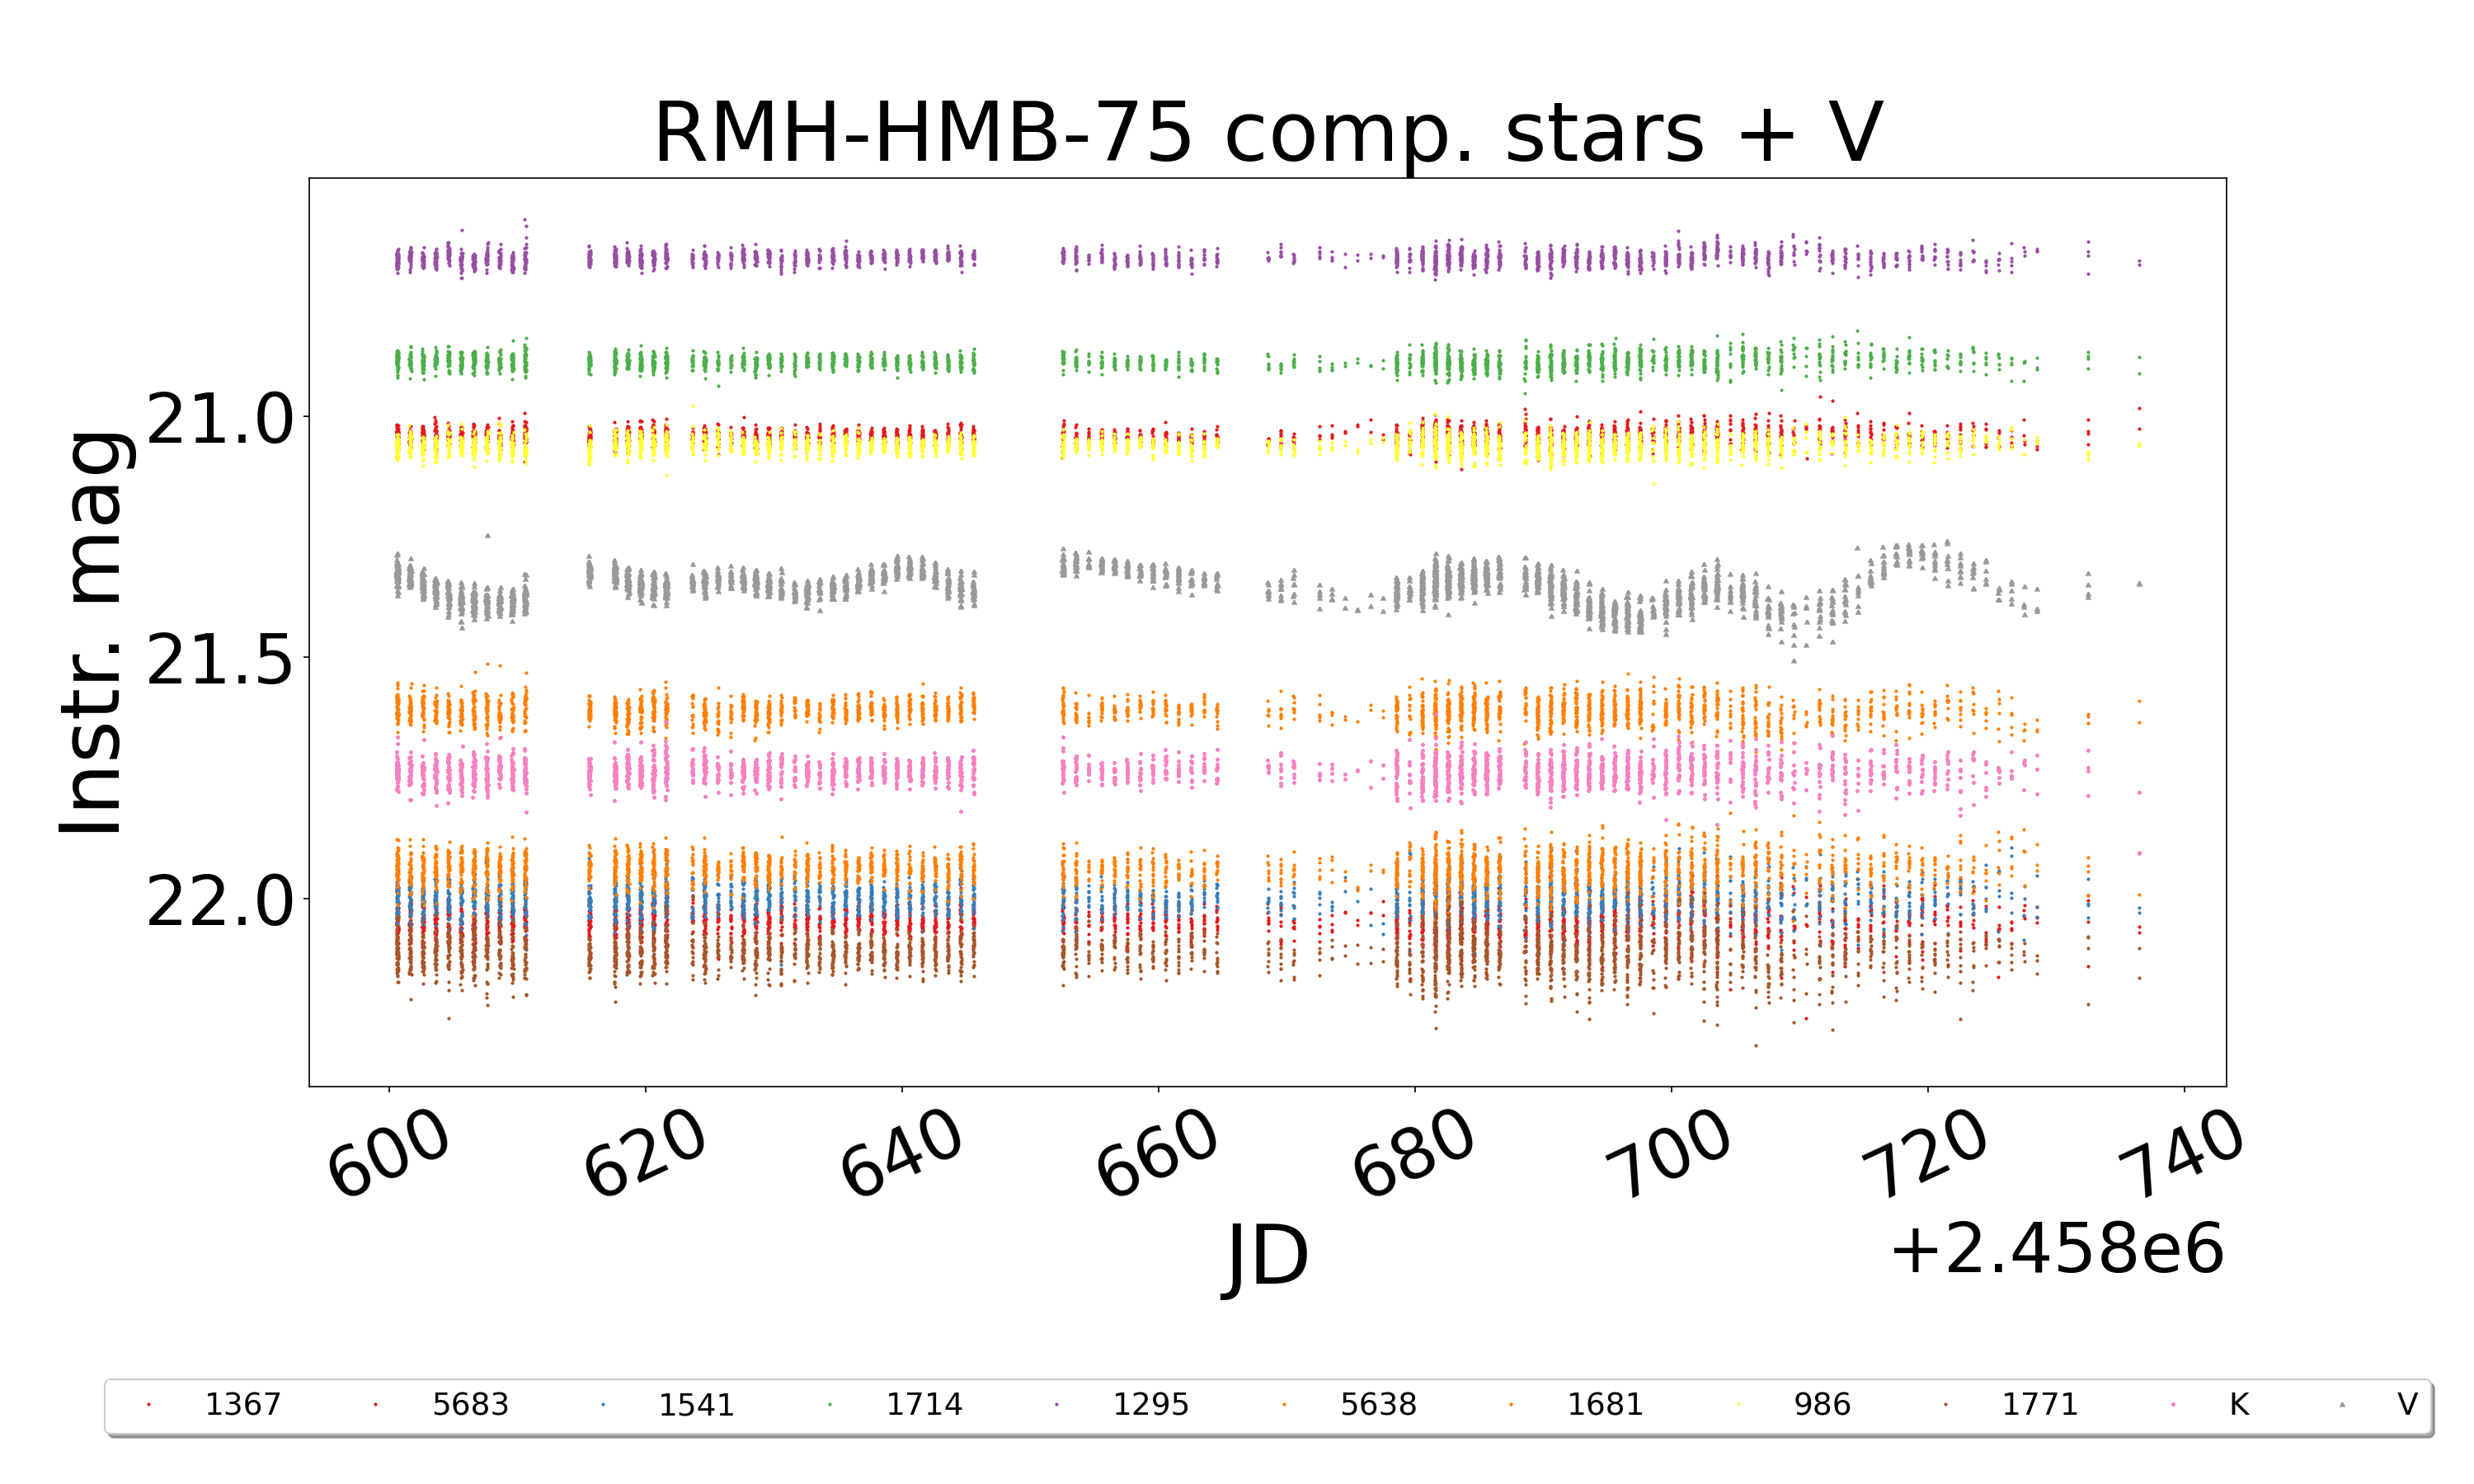 RMH-HMB-75 comp. stars + V
Instr. mag
21.0
21.5
22.0
600 620 640 660 680 700 720 740
JD
+2.458e6
1367 5683 1541 1714 1295 5638 1681 986 1771 K V